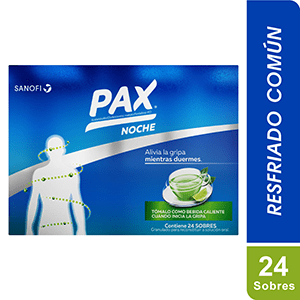 SANOFI
PAX
NOCHE
Alivia la gripa
mientras duermes.
TÓMALO COMO BEBIDA CALIENTE
CUANDO INICIA LA GRIPA
Contiene 24 SOBRES
RESFRIADO COMÚN
24
Sobres